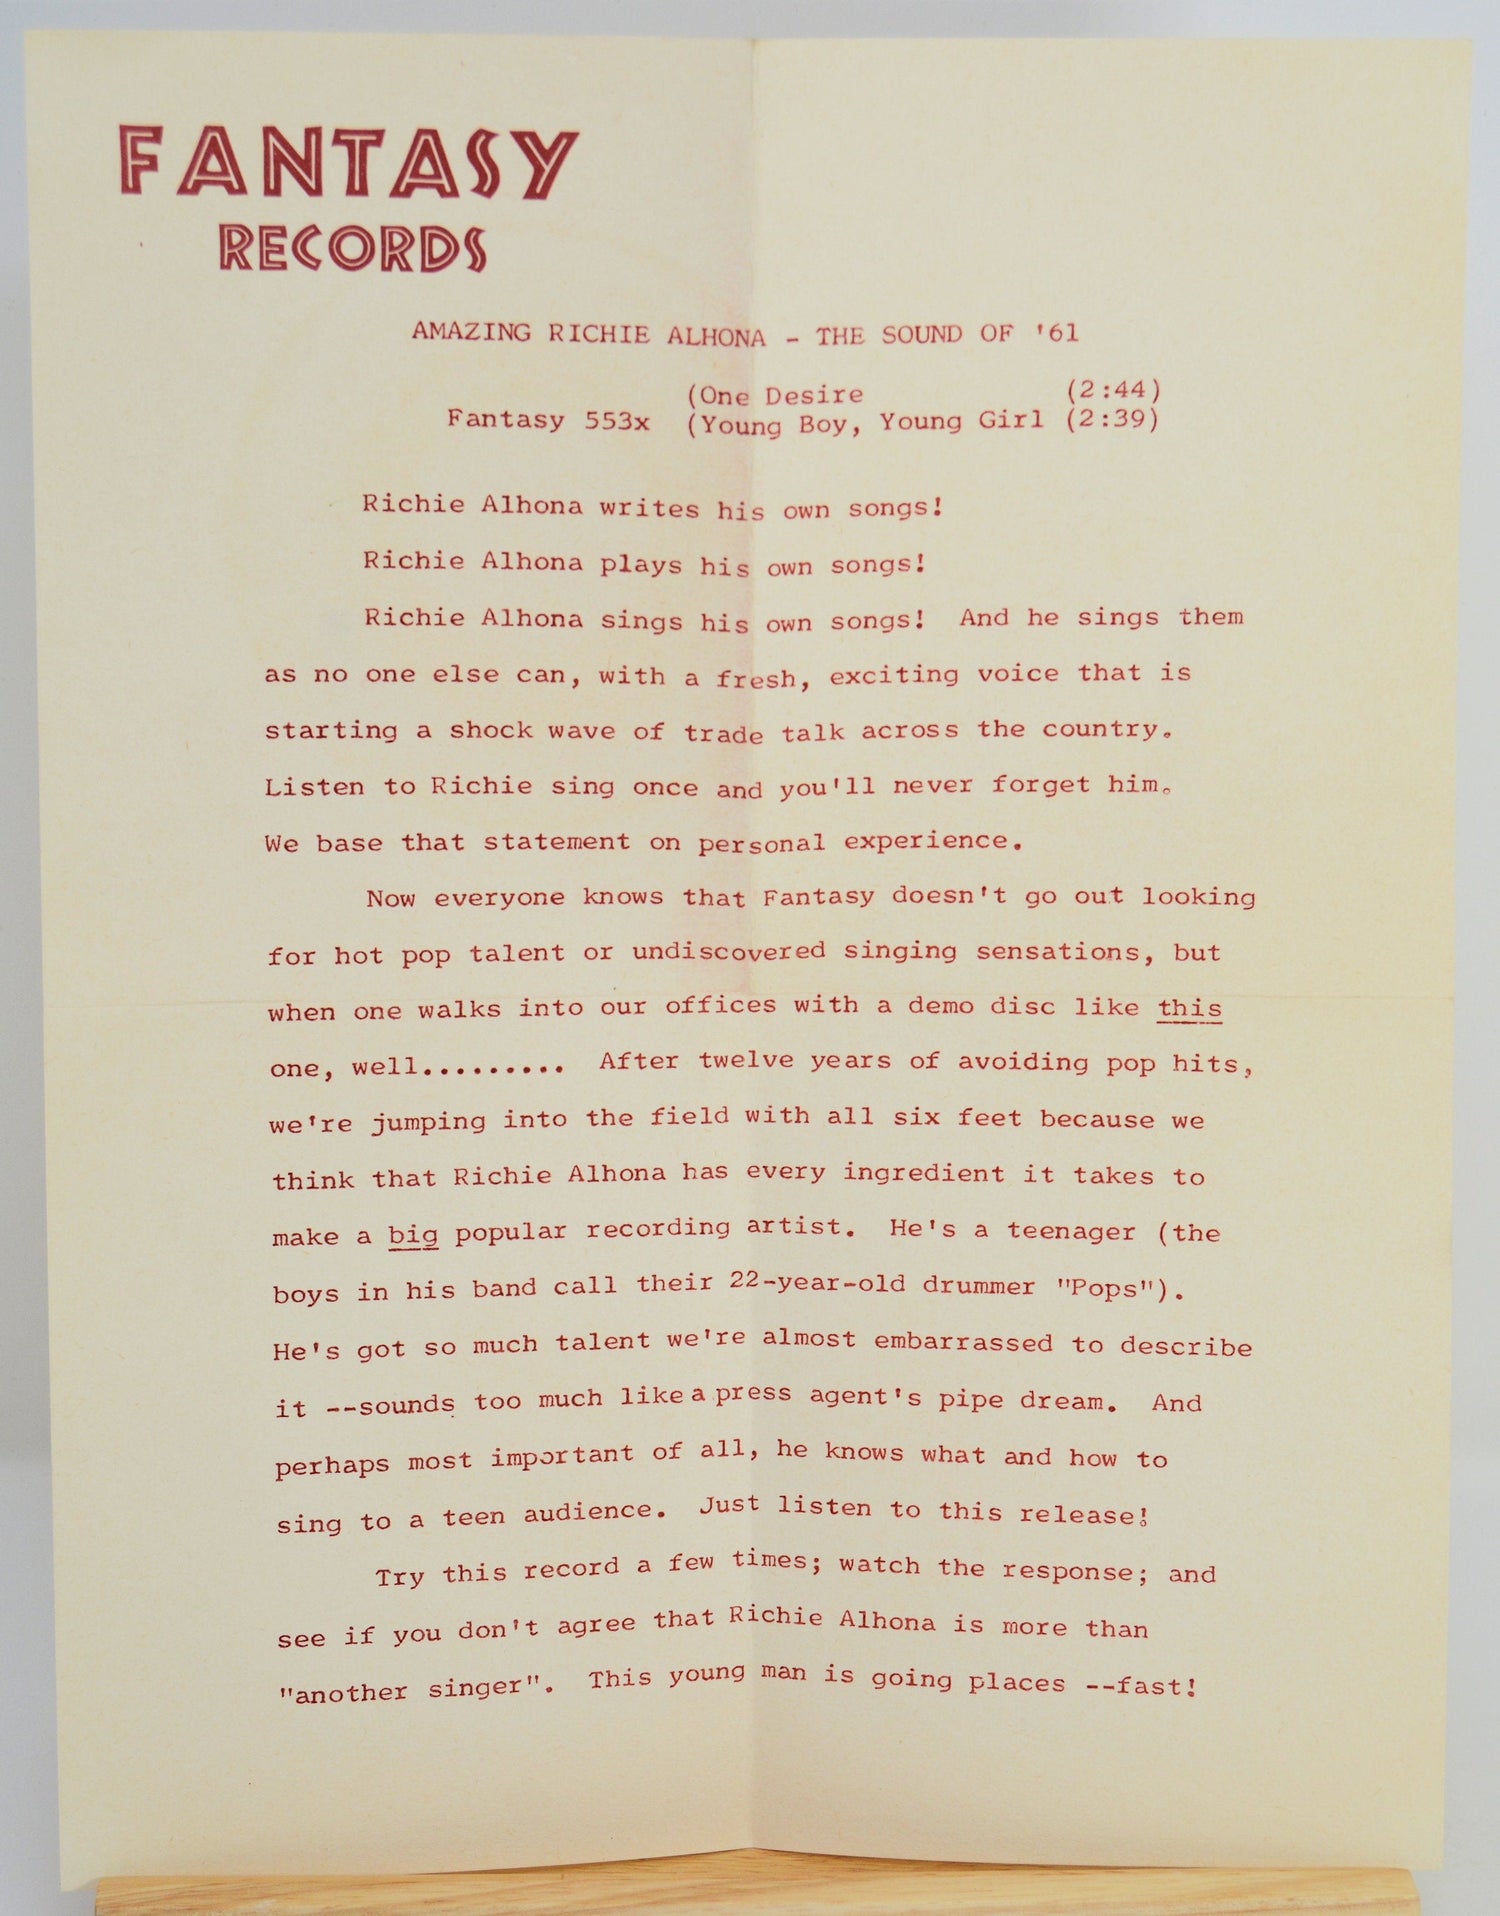 FANTASY
RECORDS
AMAZING RICHIE ALHONA - THE SOUND OF '61
(One Desire (2:44)
Fantasy 553x (Young Boy, Young Girl (2:39)
Richie Alhona writes his own songs!
Richie Alhona plays his own songs!
Richie Alhona sings his own songs! And he sings them
as no one else can, with a fresh, exciting voice that is
starting a shock wave of trade talk across the country.
Listen to Richie sing once and you'll never forget him.
We base that statement on personal experience.
Now everyone knows that Fantasy doesn't go out looking
for hot pop talent or undiscovered singing sensations, but
when one walks into our offices with a demo disc like this
one, well......... After twelve years of avoiding pop hits,
we're jumping into the field with all six feet because we
think that Richie Alhona has every ingredient it takes to
make a big popular recording artist. He's a teenager (the
boys in his band call their 22-year-old drummer "Pops").
He's got so much talent we're almost embarrassed to describe
it --sounds too much like a press agent's pipe dream. And
perhaps most important of all, he knows what and how to
sing to a teen audience. Just listen to this release!
Try this record a few times; watch the response; and
see if you don't agree that Richie Alhona is more than
"another singer". This young man is going places --fast!